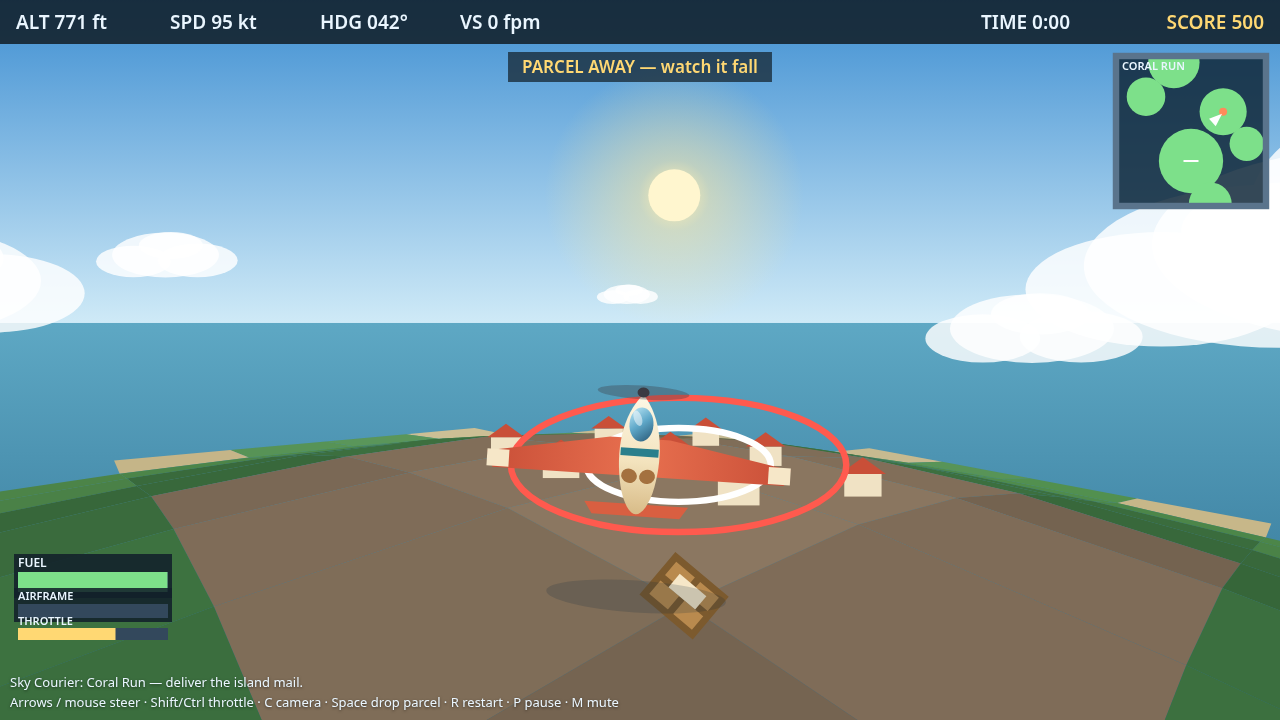 ALT 771 ft SPD 95 kt HDG 042° VS 0 fpm TIME 0:00 SCORE 500
PARCEL AWAY — watch it fall
CORAL RUN
FUEL
AIRFRAME
THROTTLE
Sky Courier: Coral Run — deliver the island mail.
Arrows / mouse steer · Shift/Ctrl throttle · C camera · Space drop parcel · R restart · P pause · M mute